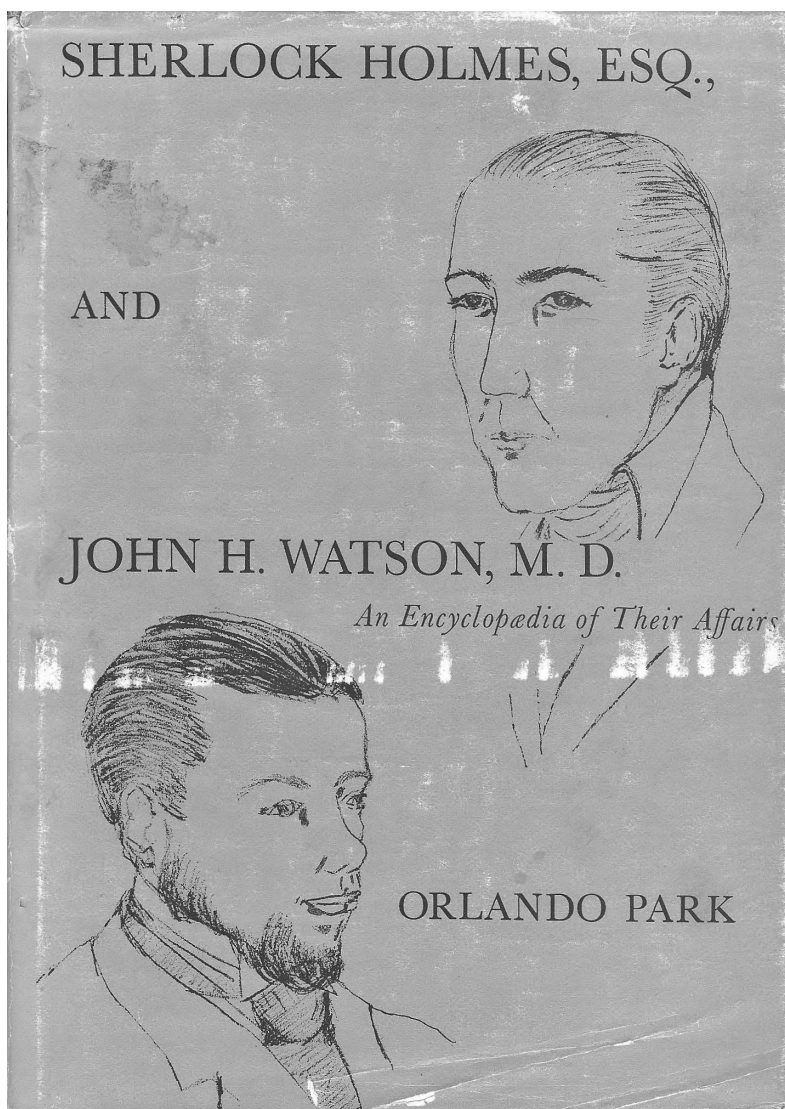 SHERLOCK HOLMES, ESQ.,
AND
JOHN H. WATSON, M. D.
An Encyclopædia of Their Affairs
ORLANDO PARK